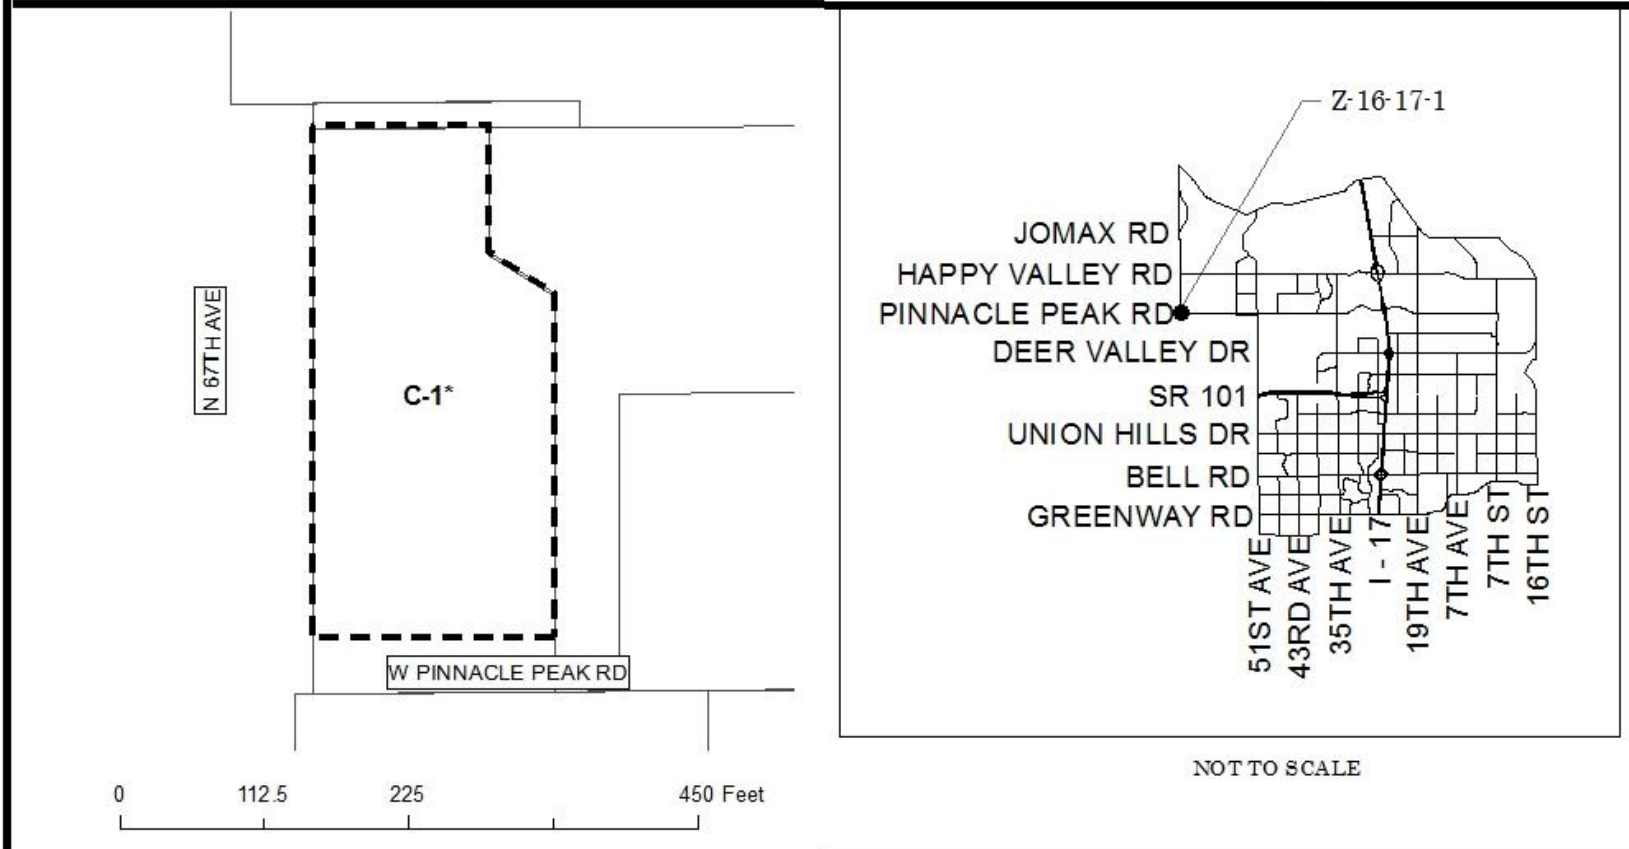 N 67TH AVE
C-1*
W PINNACLE PEAK RD
0 112.5 225 450 Feet
Z-16-17-1
JOMAX RD
HAPPY VALLEY RD
PINNACLE PEAK RD
DEER VALLEY DR
SR 101
UNION HILLS DR
BELL RD
GREENWAY RD
51ST AVE
43RD AVE
35TH AVE
I - 17
19TH AVE
7TH AVE
7TH ST
16TH ST
NOT TO SCALE